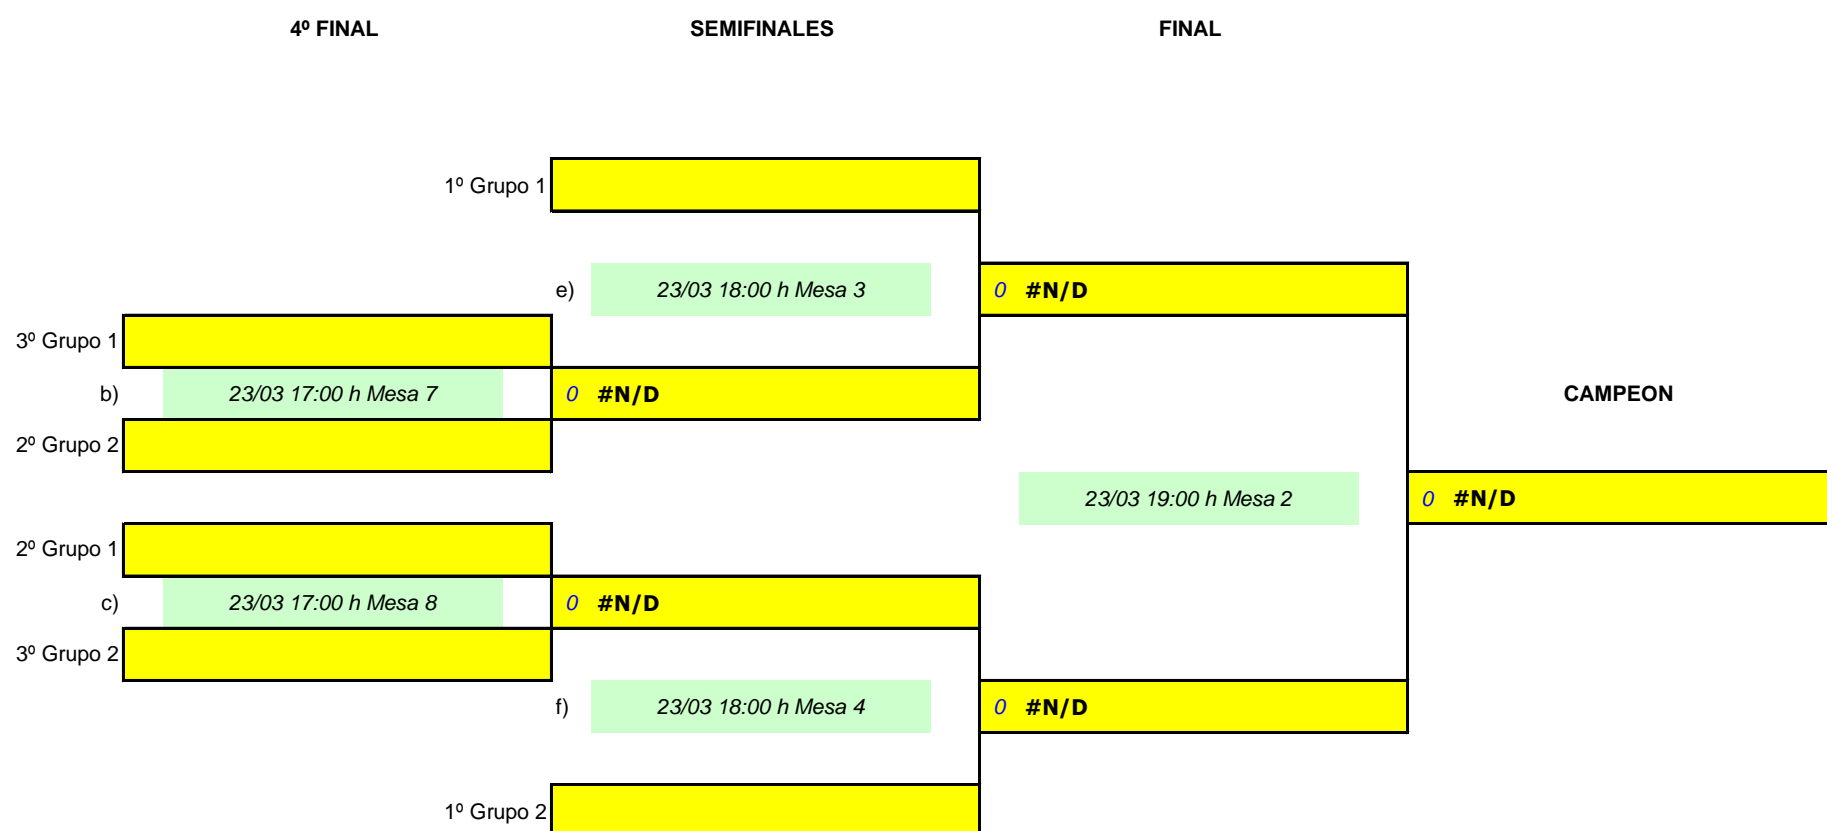 4º FINAL SEMIFINALES FINAL
1º Grupo 1
e) 23/03 18:00 h Mesa 3 0 #N/D
3º Grupo 1
b) 23/03 17:00 h Mesa 7 0 #N/D CAMPEON
2º Grupo 2
23/03 19:00 h Mesa 2 0 #N/D
2º Grupo 1
c) 23/03 17:00 h Mesa 8 0 #N/D
3º Grupo 2
f) 23/03 18:00 h Mesa 4 0 #N/D
1º Grupo 2